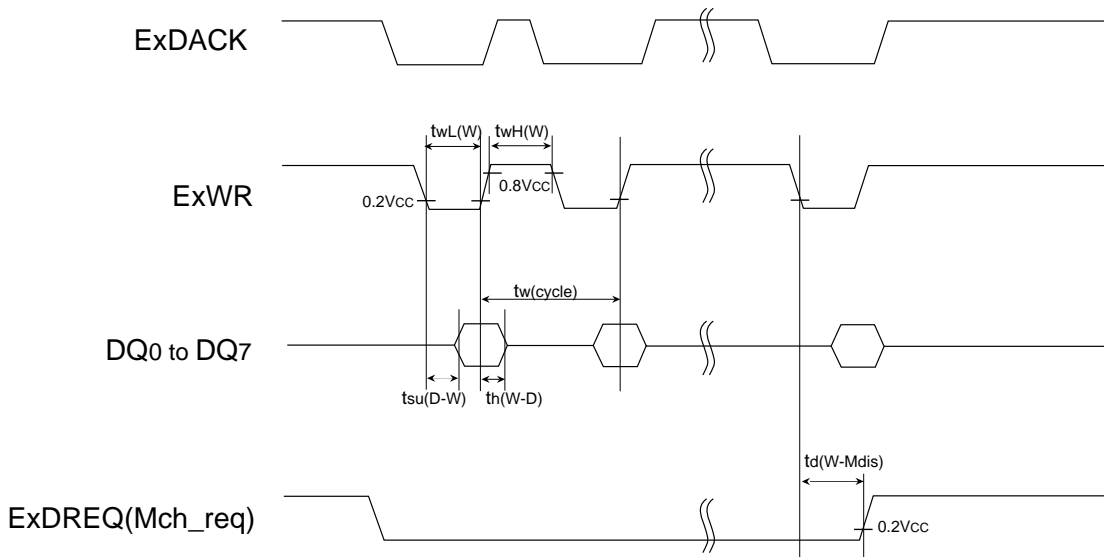 ExDACK
twL(W)
twH(W)
ExWR
0.2VCC
0.8VCC
tw(cycle)
DQ0 to DQ7
tsu(D-W)
th(W-D)
td(W-Mdis)
ExDREQ(Mch_req)
0.2VCC